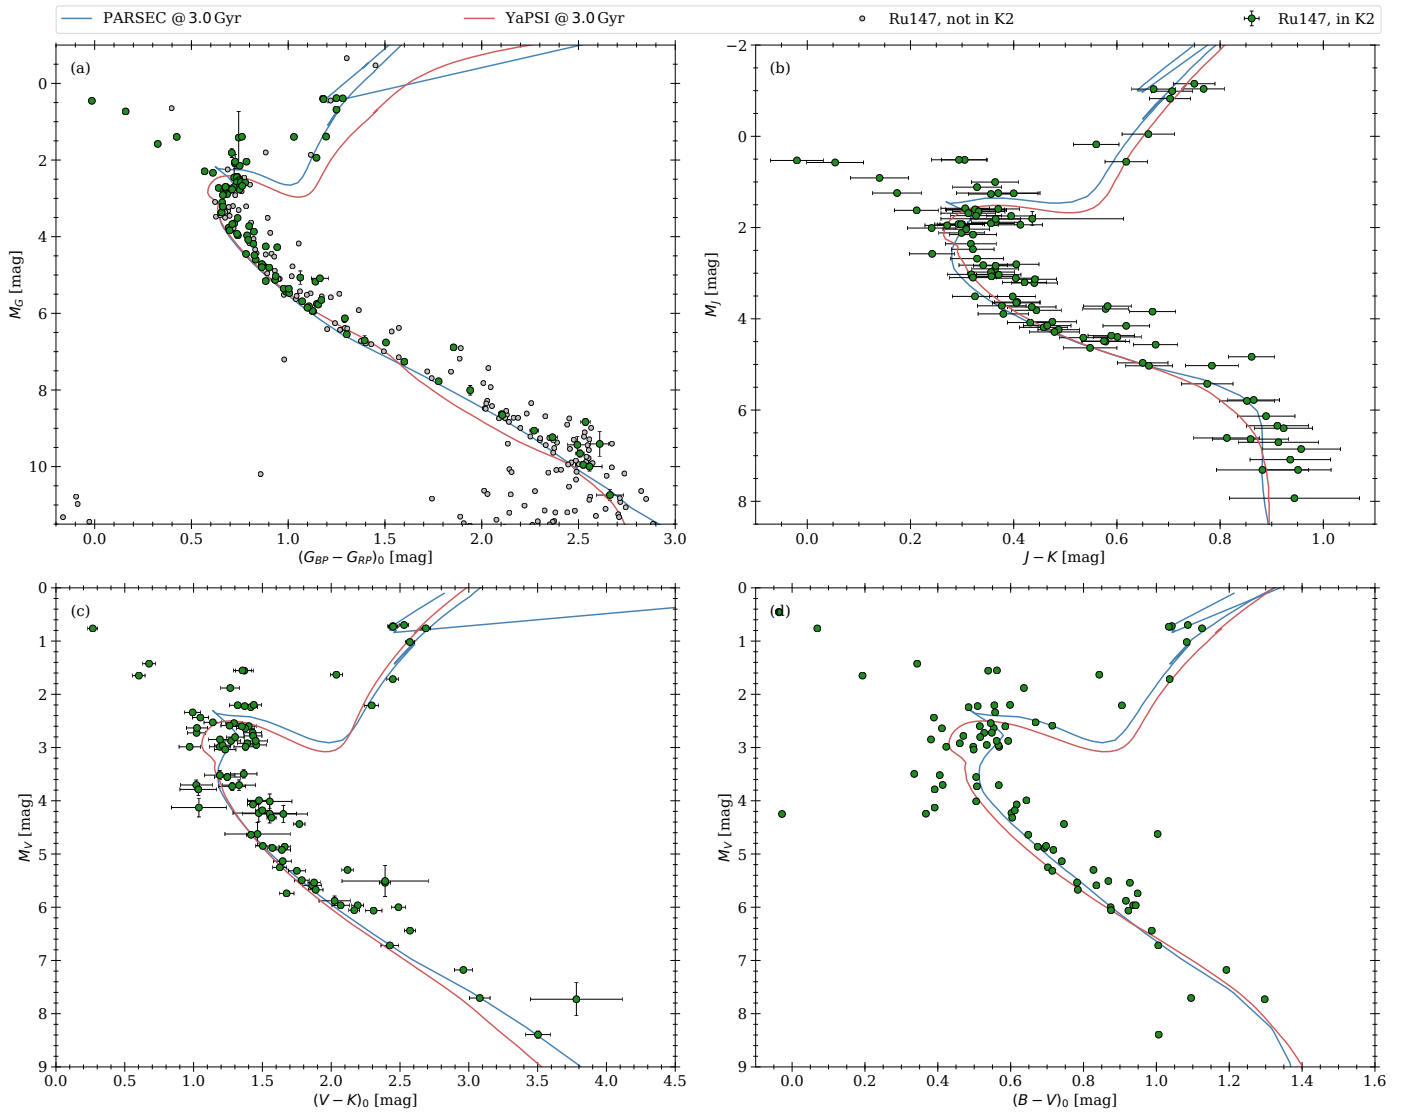 PARSEC @ 3.0 Gyr YaPSI @ 3.0 Gyr Ru147, not in K2 Ru147, in K2
(a)
0
2
4
6
8
10
M_G [mag]
0.0 0.5 1.0 1.5 2.0 2.5 3.0
(G_BP − G_RP)_0 [mag]
(b)
−2
0
2
4
6
8
M_J [mag]
0.2 0.0 0.2 0.4 0.6 0.8 1.0
J − K [mag]
(c)
0
1
2
3
4
5
6
7
8
9
M_V [mag]
0.0 0.5 1.0 1.5 2.0 2.5 3.0 3.5 4.0 4.5
(V − K)_0 [mag]
(d)
0
1
2
3
4
5
6
7
8
9
M_V [mag]
0.0 0.2 0.4 0.6 0.8 1.0 1.2 1.4 1.6
(B − V)_0 [mag]